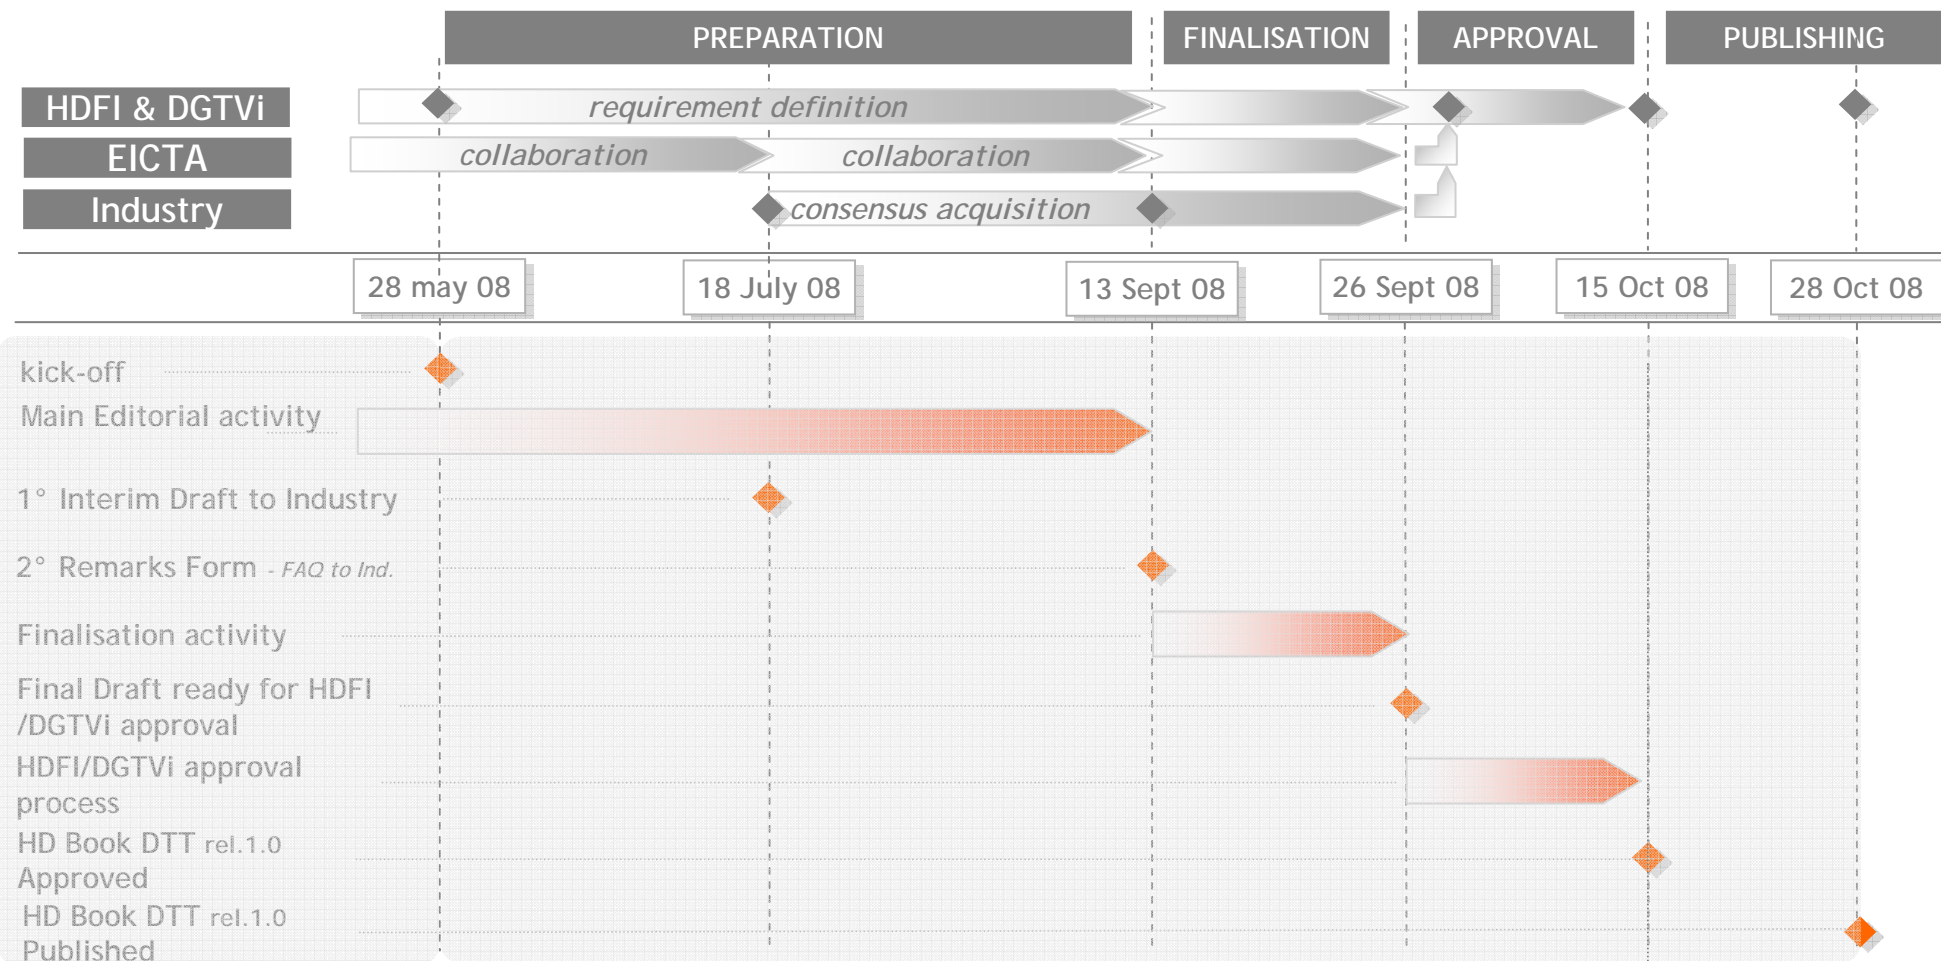 PREPARATION
FINALISATION
APPROVAL
PUBLISHING
HDFI & DGTVi
requirement definition
EICTA
collaboration
collaboration
Industry
consensus acquisition
28 may 08
18 July 08
13 Sept 08
26 Sept 08
15 Oct 08
28 Oct 08
kick-off
Main Editorial activity
1° Interim Draft to Industry
2° Remarks Form - FAQ to Ind.
Finalisation activity
Final Draft ready for HDFI
/DGTVi approval
HDFI/DGTVi approval
process
HD Book DTT rel.1.0
Approved
HD Book DTT rel.1.0
Published